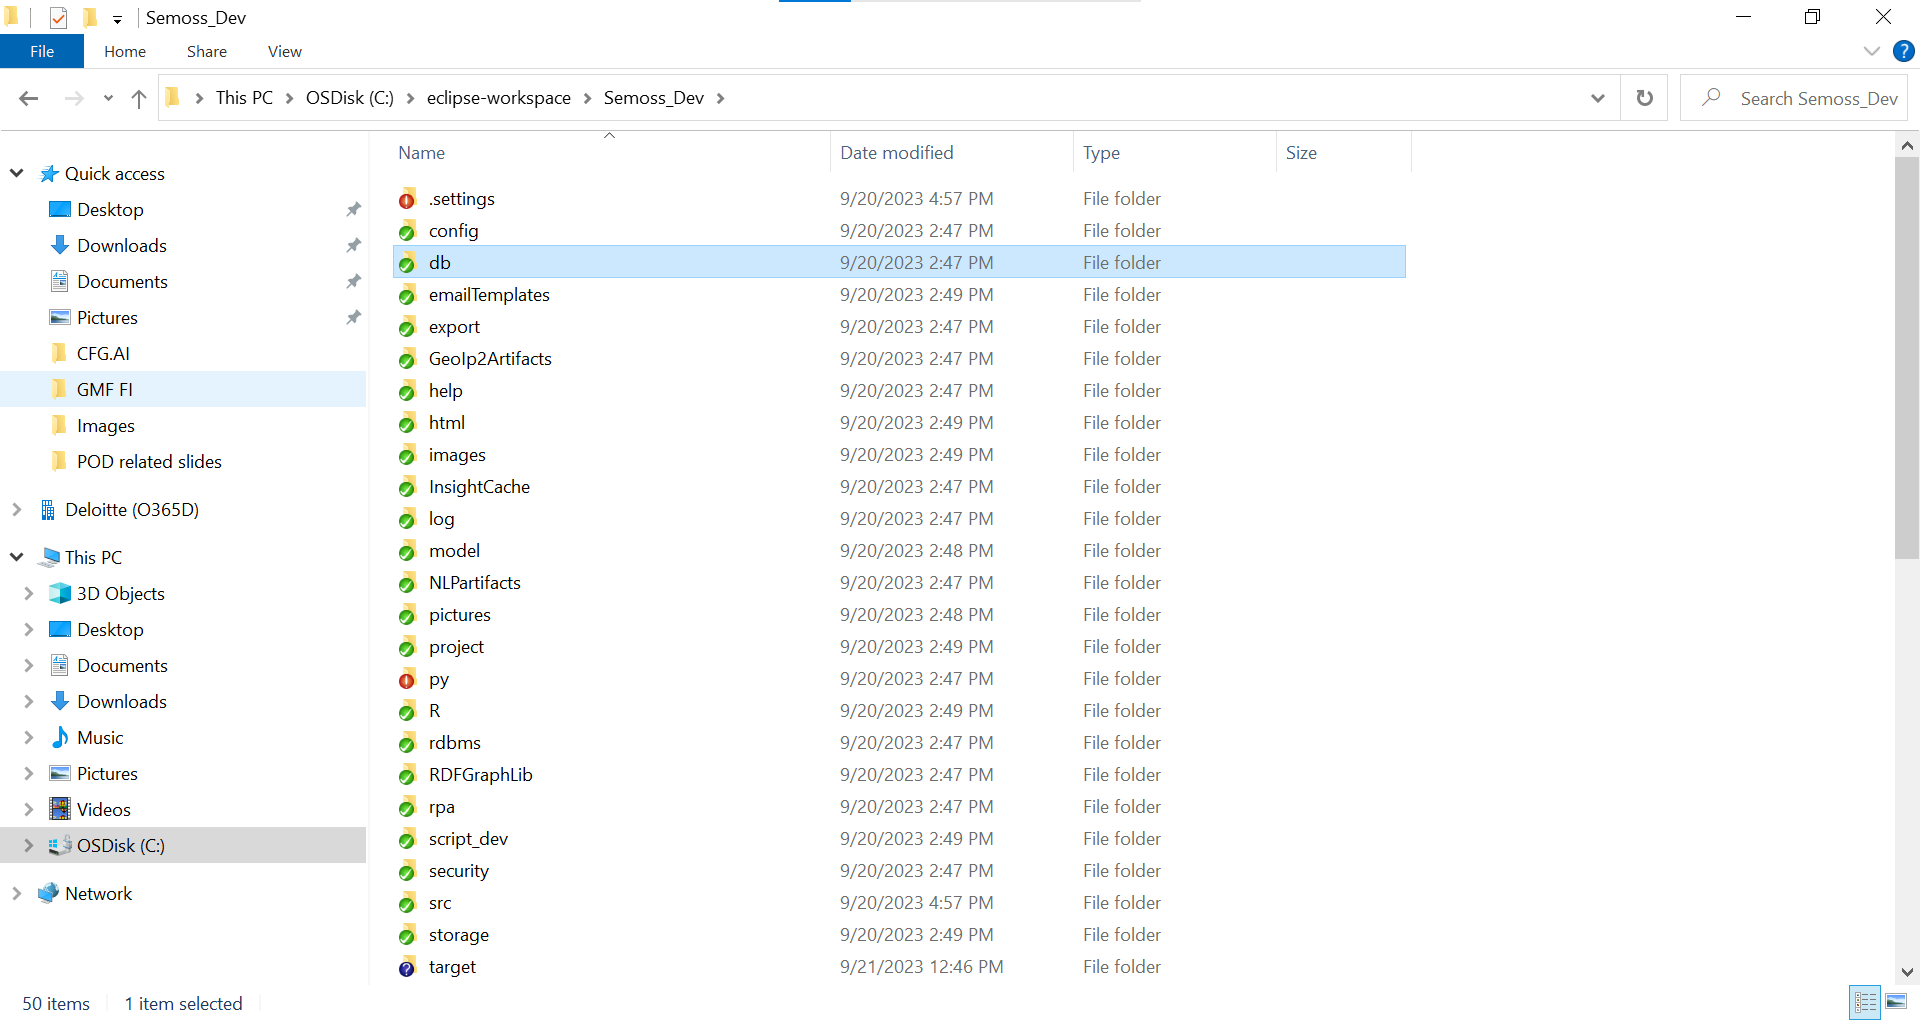 Semoss_Dev
File Home Share View
This PC OSDisk (C:) eclipse-workspace Semoss_Dev Search Semoss_Dev
Quick access
Desktop
Downloads
Documents
Pictures
CFG.AI
GMF FI
Images
POD related slides
Deloitte (O365D)
This PC
3D Objects
Desktop
Documents
Downloads
Music
Pictures
Videos
OSDisk (C:)
Network
Name Date modified Type Size
.settings 9/20/2023 4:57 PM File folder
config 9/20/2023 2:47 PM File folder
db 9/20/2023 2:47 PM File folder
emailTemplates 9/20/2023 2:49 PM File folder
export 9/20/2023 2:47 PM File folder
GeoIp2Artifacts 9/20/2023 2:47 PM File folder
help 9/20/2023 2:47 PM File folder
html 9/20/2023 2:49 PM File folder
images 9/20/2023 2:49 PM File folder
InsightCache 9/20/2023 2:47 PM File folder
log 9/20/2023 2:47 PM File folder
model 9/20/2023 2:48 PM File folder
NLPartifacts 9/20/2023 2:47 PM File folder
pictures 9/20/2023 2:48 PM File folder
project 9/20/2023 2:49 PM File folder
py 9/20/2023 2:47 PM File folder
R 9/20/2023 2:49 PM File folder
rdbms 9/20/2023 2:47 PM File folder
RDFGraphLib 9/20/2023 2:47 PM File folder
rpa 9/20/2023 2:47 PM File folder
script_dev 9/20/2023 2:49 PM File folder
security 9/20/2023 2:47 PM File folder
src 9/20/2023 4:57 PM File folder
storage 9/20/2023 2:49 PM File folder
target 9/21/2023 12:46 PM File folder
50 items 1 item selected